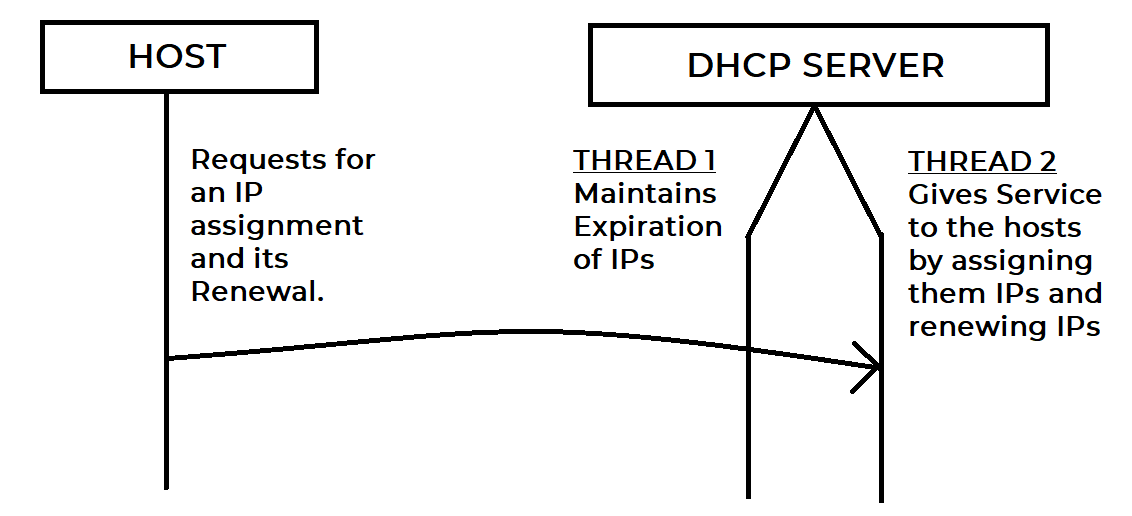 HOST
DHCP SERVER
Requests for
an IP
assignment
and its
Renewal.
THREAD 1
Maintains
Expiration
of IPs
THREAD 2
Gives Service
to the hosts
by assigning
them IPs and
renewing IPs